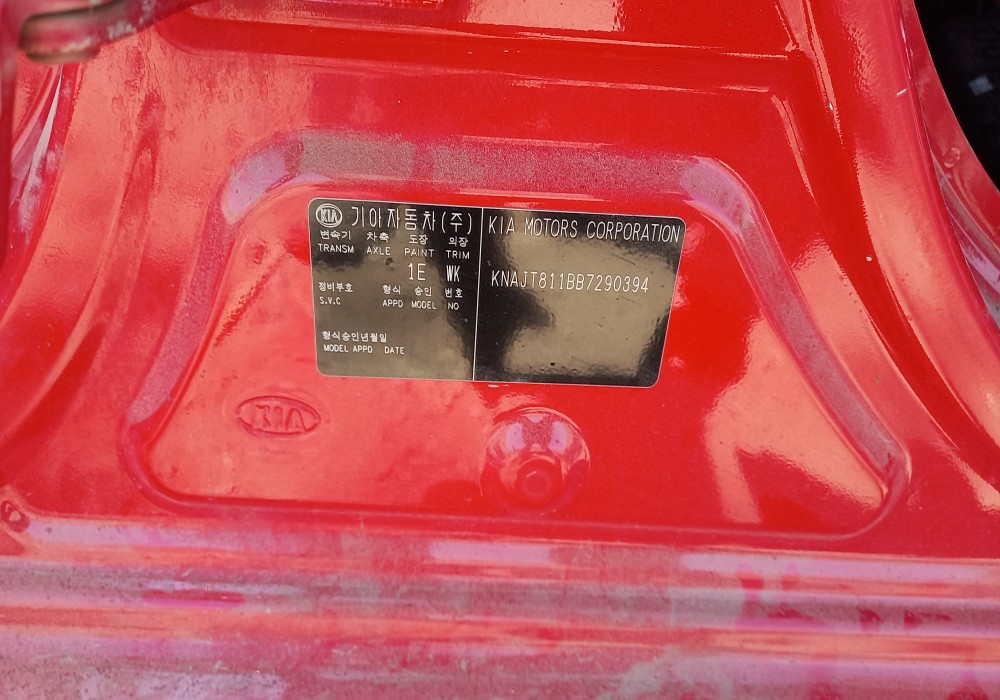 KIA 기아자동차(주)
변속기 차축 도장 의장
TRANSM AXLE PAINT TRIM
1E WK
정비부호 형식 승인 번호
S.V.C APPD MODEL NO
형식승인년월일
MODEL APPD DATE
KIA MOTORS CORPORATION
KNAJT811BB7290394
KIA